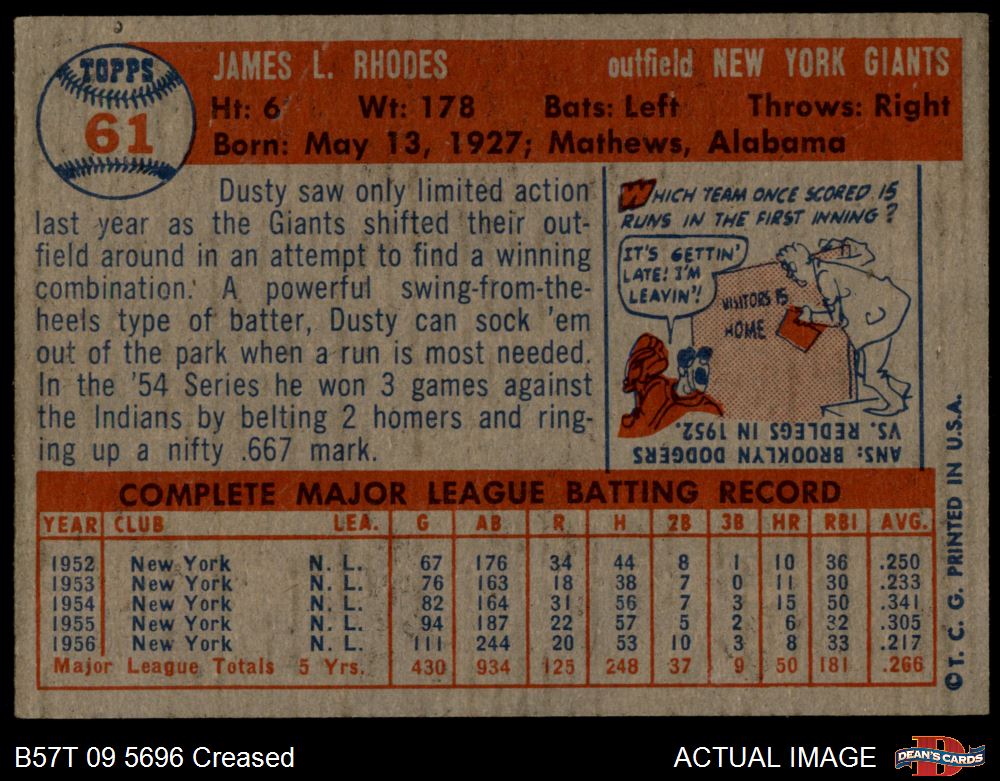 TOPPS
61
JAMES L. RHODES outfield NEW YORK GIANTS
Ht: 6 Wt: 178 Bats: Left Throws: Right
Born: May 13, 1927; Mathews, Alabama
Dusty saw only limited action
last year as the Giants shifted their out-
field around in an attempt to find a winning
combination. A powerful swing-from-the-
heels type of batter, Dusty can sock 'em
out of the park when a run is most needed.
In the '54 Series he won 3 games against
the Indians by belting 2 homers and ring-
ing up a nifty .667 mark.
WHICH TEAM ONCE SCORED 15
RUNS IN THE FIRST INNING?
IT'S GETTIN'
LATE! I'M
LEAVIN'!
VISITORS 15
HOME
ANS: BROOKLYN DODGERS
VS. REDLEGS IN 1952.
COMPLETE MAJOR LEAGUE BATTING RECORD
YEAR CLUB LEA. G AB R H 2B 3B HR RBI AVG.
1952 New York N. L. 67 176 34 44 8 1 10 36 .250
1953 New York N. L. 76 163 18 38 7 0 11 30 .233
1954 New York N. L. 82 164 31 56 7 3 15 50 .341
1955 New York N. L. 94 187 22 57 5 2 6 32 .305
1956 New York N. L. 111 244 20 53 10 3 8 33 .217
Major League Totals 5 Yrs. 430 934 125 248 37 9 50 181 .266
©T. C. G. PRINTED IN U.S.A.
B57T 09 5696 Creased
ACTUAL IMAGE
D
DEAN'S CARDS